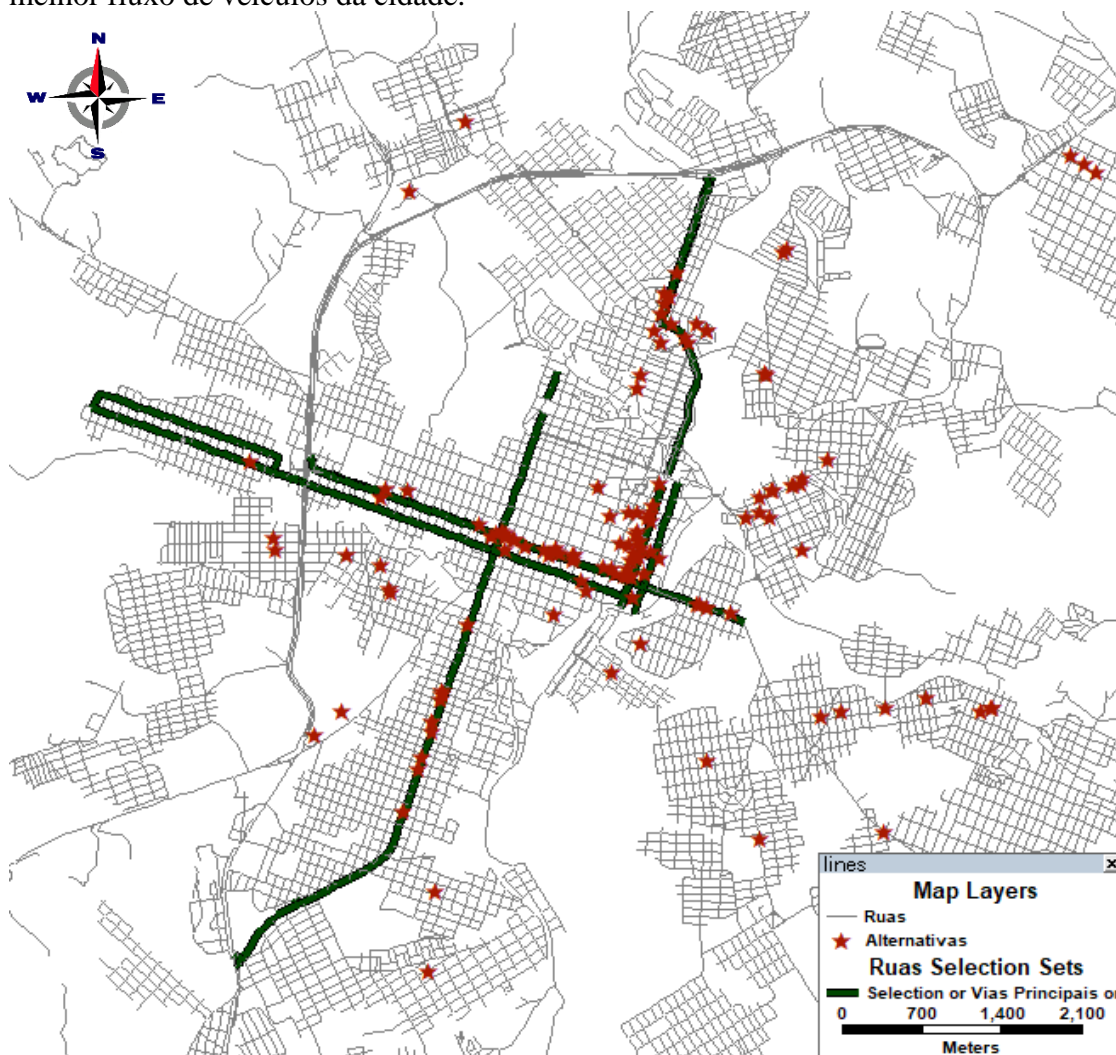 melhor fluxo de veículos da cidade.
N
W E
S
lines
Map Layers
Ruas
Alternativas
Ruas Selection Sets
Selection or Vias Principais or
0 700 1,400 2,100
Meters